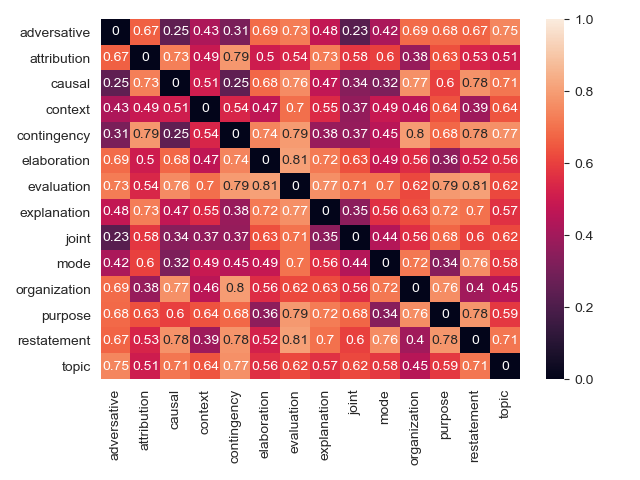 adversative 0 0.67 0.25 0.43 0.31 0.69 0.73 0.48 0.23 0.42 0.69 0.68 0.67 0.75
attribution 0.67 0 0.73 0.49 0.79 0.5 0.54 0.73 0.58 0.6 0.38 0.63 0.53 0.51
causal 0.25 0.73 0 0.51 0.25 0.68 0.76 0.47 0.34 0.32 0.77 0.6 0.78 0.71
context 0.43 0.49 0.51 0 0.54 0.47 0.7 0.55 0.37 0.49 0.46 0.64 0.39 0.64
contingency 0.31 0.79 0.25 0.54 0 0.74 0.79 0.38 0.37 0.45 0.8 0.68 0.78 0.77
elaboration 0.69 0.5 0.68 0.47 0.74 0 0.81 0.72 0.63 0.49 0.56 0.36 0.52 0.56
evaluation 0.73 0.54 0.76 0.7 0.79 0.81 0 0.77 0.71 0.7 0.62 0.79 0.81 0.62
explanation 0.48 0.73 0.47 0.55 0.38 0.72 0.77 0 0.35 0.56 0.63 0.72 0.7 0.57
joint 0.23 0.58 0.34 0.37 0.37 0.63 0.71 0.35 0 0.44 0.56 0.68 0.6 0.62
mode 0.42 0.6 0.32 0.49 0.45 0.49 0.7 0.56 0.44 0 0.72 0.34 0.76 0.58
organization 0.69 0.38 0.77 0.46 0.8 0.56 0.62 0.63 0.56 0.72 0 0.76 0.4 0.45
purpose 0.68 0.63 0.6 0.64 0.68 0.36 0.79 0.72 0.68 0.34 0.76 0 0.78 0.59
restatement 0.67 0.53 0.78 0.39 0.78 0.52 0.81 0.7 0.6 0.76 0.4 0.78 0 0.71
topic 0.75 0.51 0.71 0.64 0.77 0.56 0.62 0.57 0.62 0.58 0.45 0.59 0.71 0
adversative attribution causal context contingency elaboration evaluation explanation joint mode organization purpose restatement topic
1.0
0.8
0.6
0.4
0.2
0.0